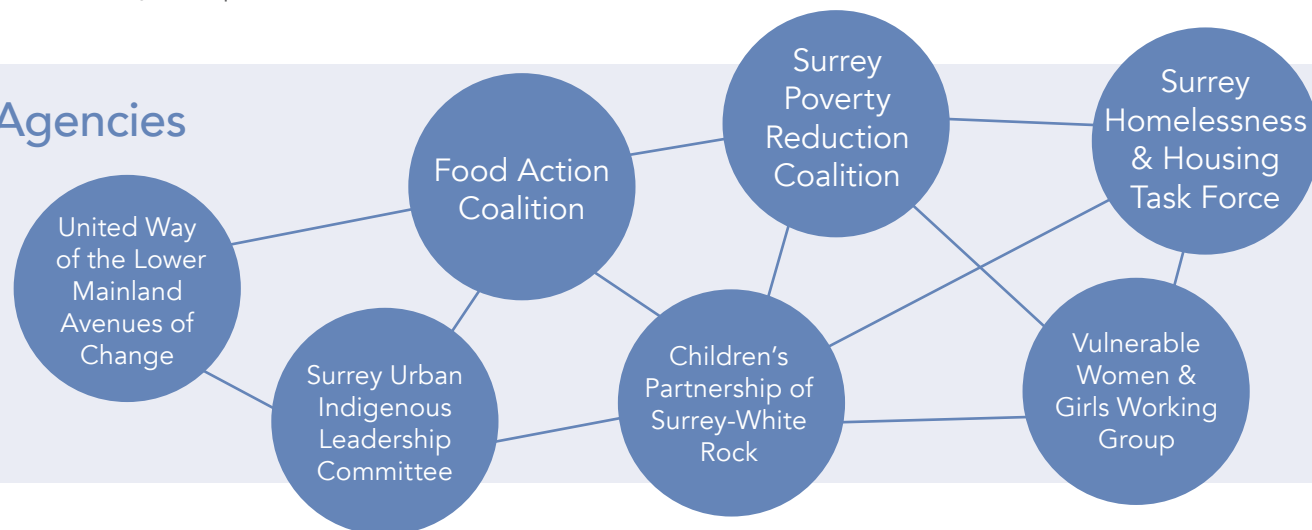 Agencies
United Way
of the Lower
Mainland
Avenues of
Change
Food Action
Coalition
Surrey Urban
Indigenous
Leadership
Committee
Surrey
Poverty
Reduction
Coalition
Children’s
Partnership of
Surrey-White
Rock
Surrey
Homelessness
& Housing
Task Force
Vulnerable
Women &
Girls Working
Group